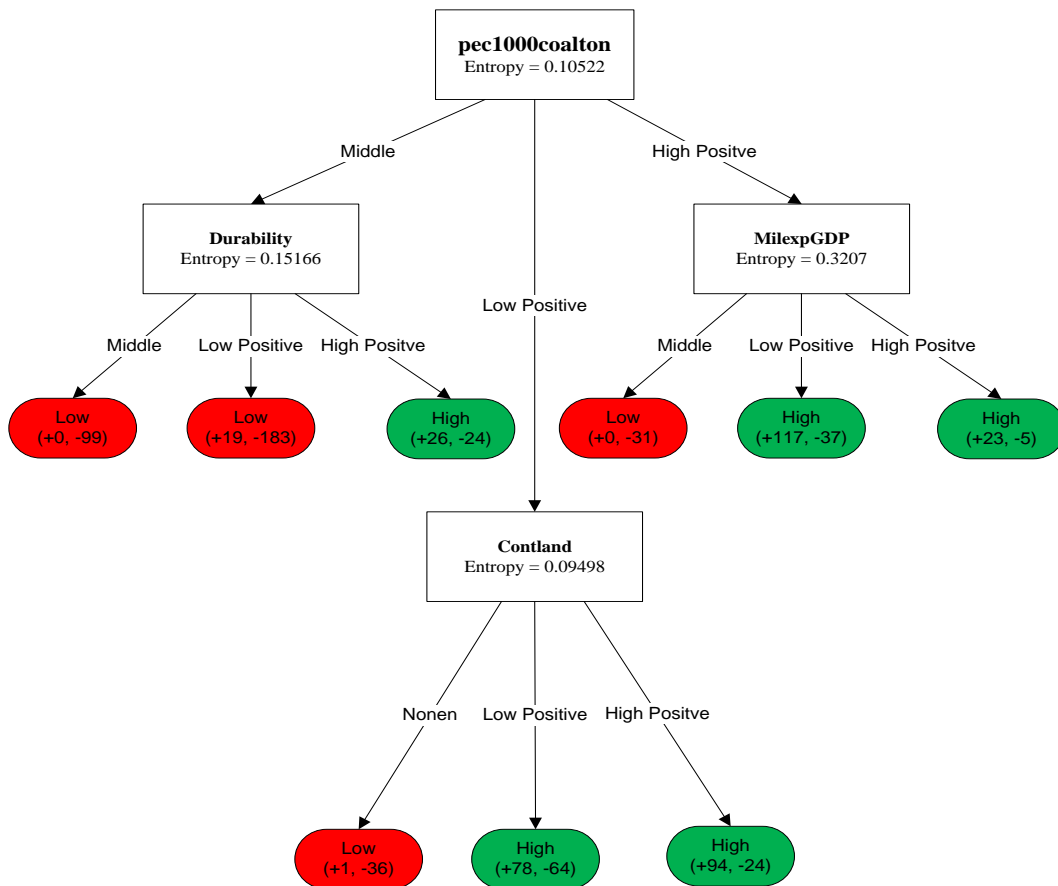 pec1000coalton
Entropy = 0.10522
Middle
High Positve
Durability
Entropy = 0.15166
MilexpGDP
Entropy = 0.3207
Low Positive
Middle
Low Positive
High Positve
Middle
Low Positive
High Positve
Low
(+0, -99)
Low
(+19, -183)
High
(+26, -24)
Low
(+0, -31)
High
(+117, -37)
High
(+23, -5)
Contland
Entropy = 0.09498
Nonen
Low Positive
High Positve
Low
(+1, -36)
High
(+78, -64)
High
(+94, -24)